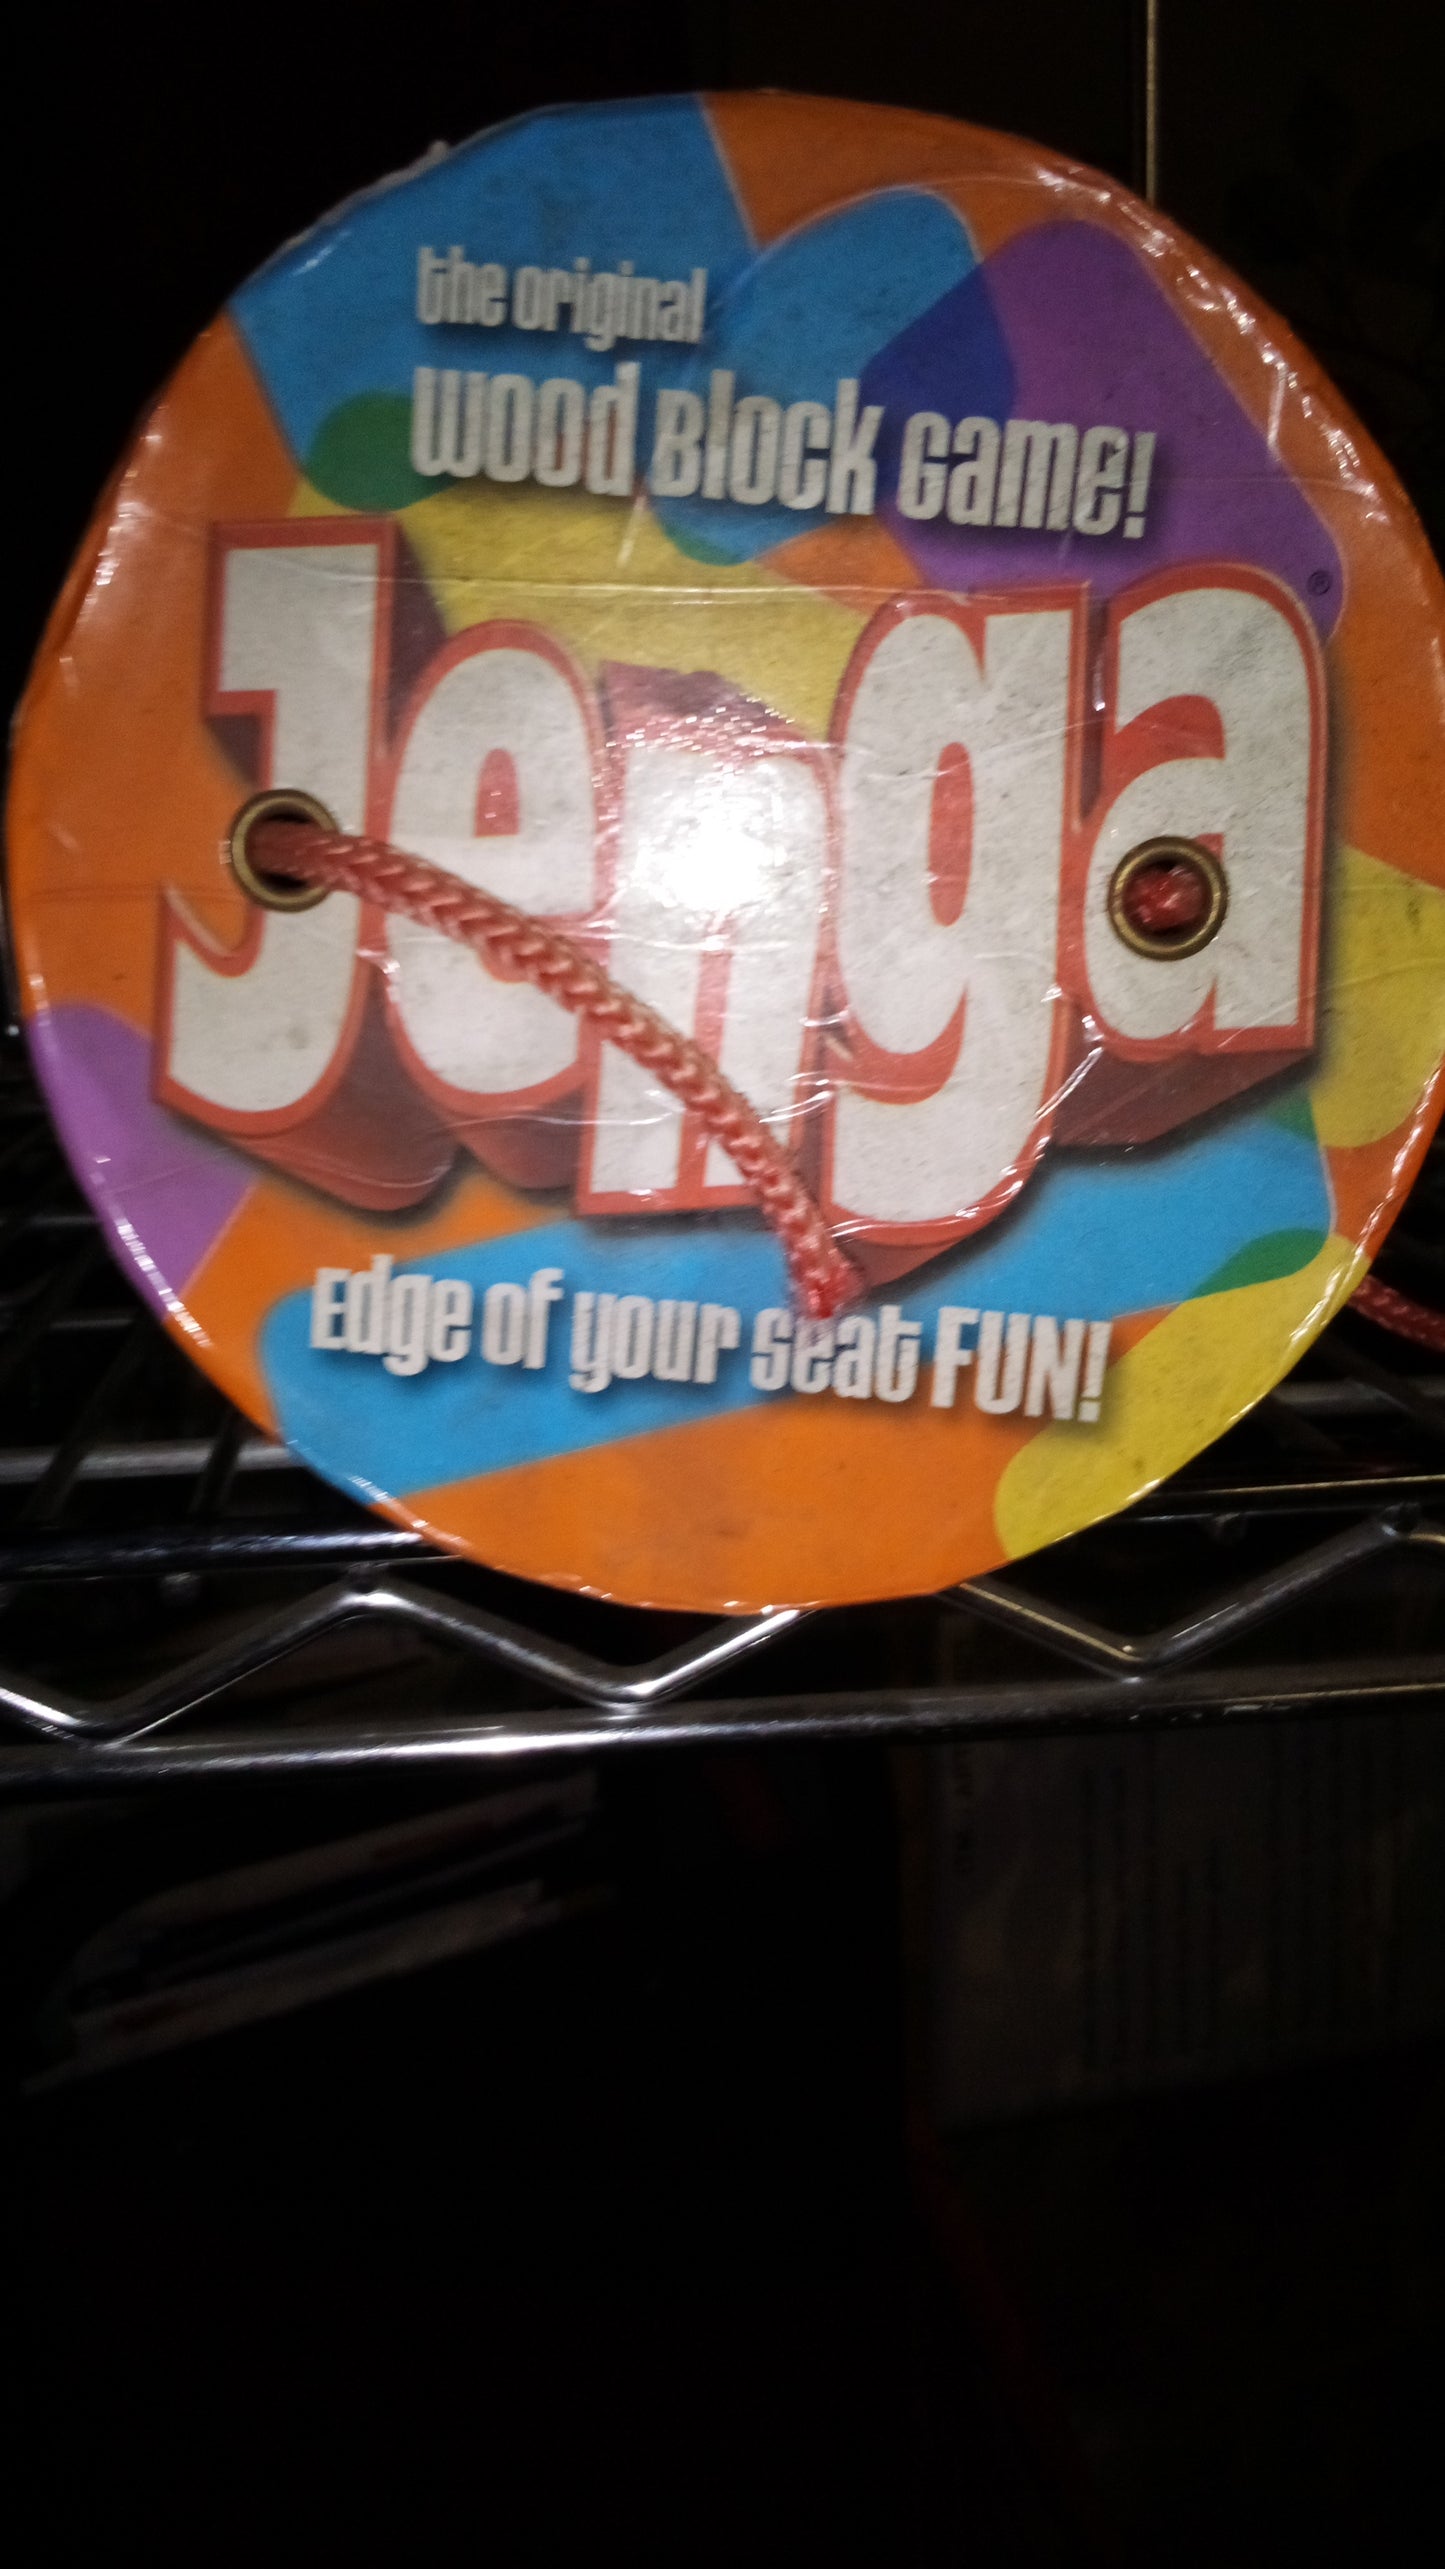 the original
Wood Block Game!
Jenga®
Edge of your seat FUN!